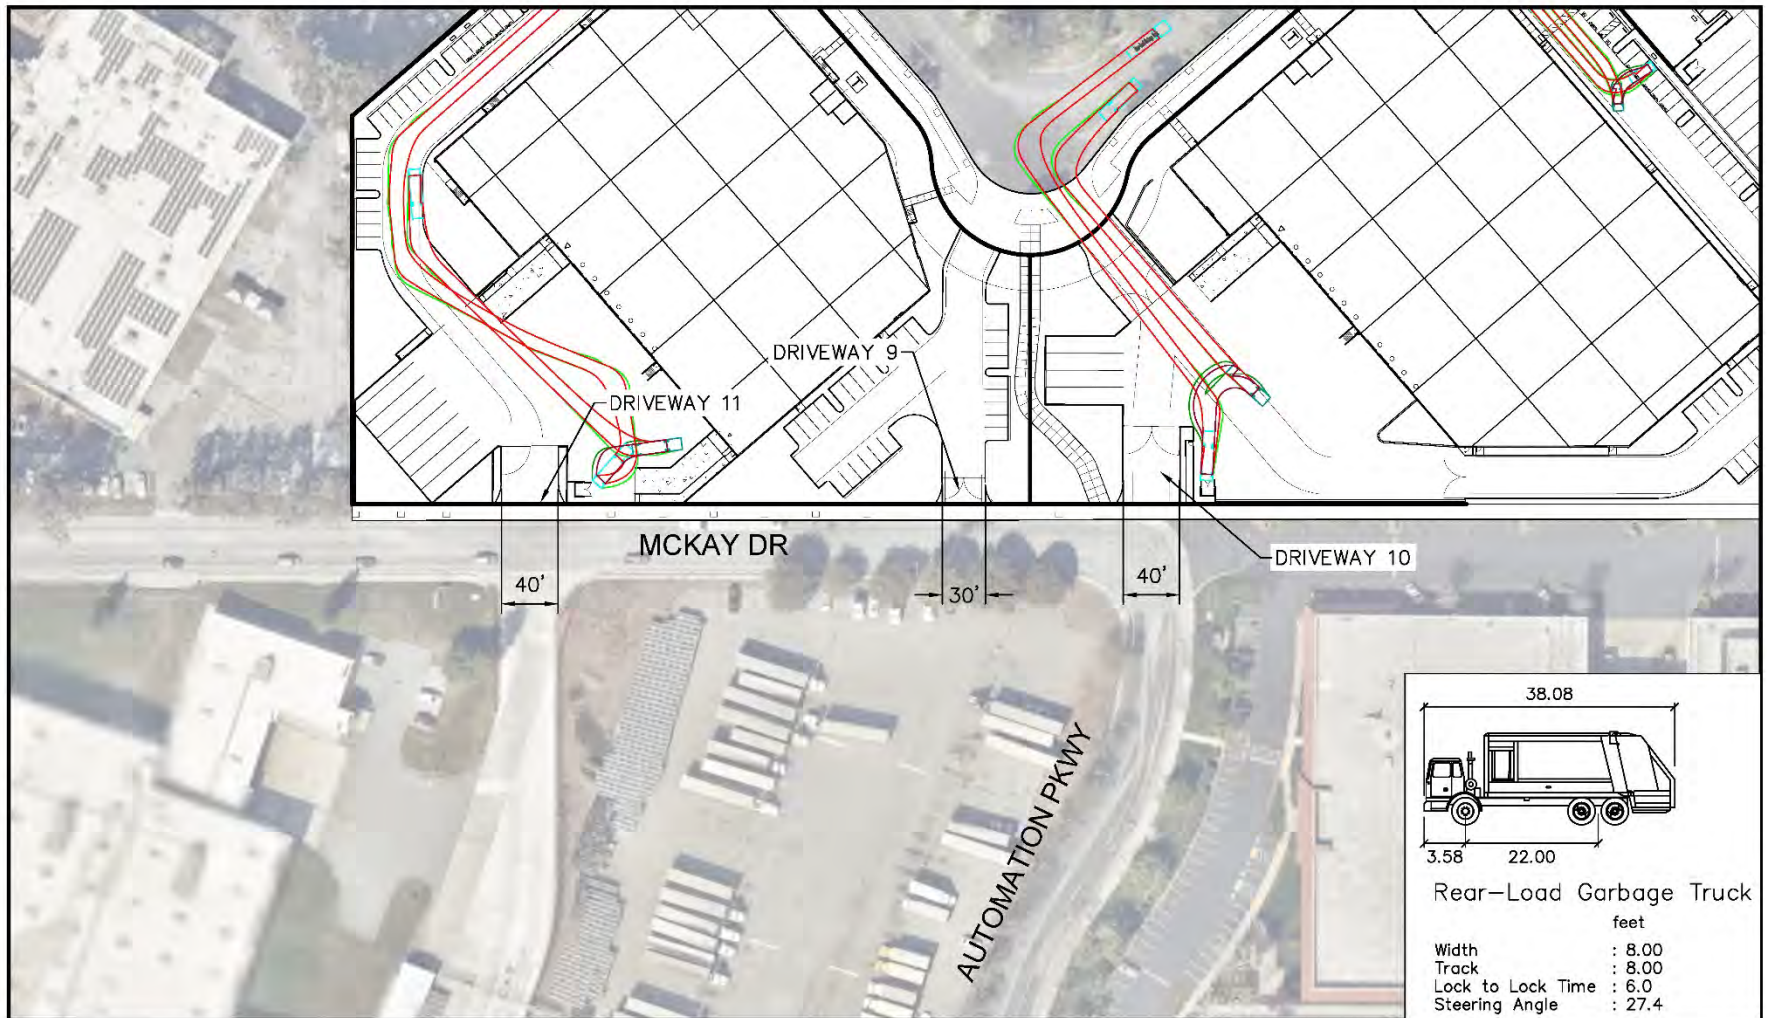 T
T
DRIVEWAY 9
DRIVEWAY 11
MCKAY DR
DRIVEWAY 10
40'
30'
40'
AUTOMATION PKWY
38.08
3.58
22.00
Rear-Load Garbage Truck
feet
Width : 8.00
Track : 8.00
Lock to Lock Time : 6.0
Steering Angle : 27.4